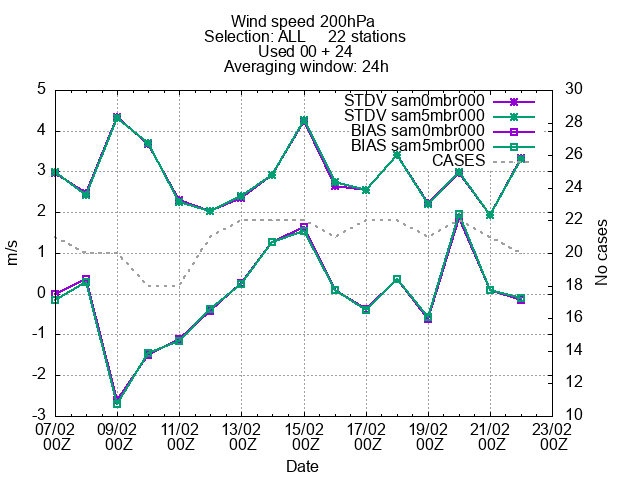 Wind speed 200hPa
Selection: ALL     22 stations
Used 00 + 24
Averaging window: 24h
5
4
3
2
1
0
-1
-2
-3
m/s
30
28
26
24
22
20
18
16
14
12
10
No cases
STDV sam0mbr000
STDV sam5mbr000
BIAS sam0mbr000
BIAS sam5mbr000
CASES
07/02 09/02 11/02 13/02 15/02 17/02 19/02 21/02 23/02
00Z 00Z 00Z 00Z 00Z 00Z 00Z 00Z 00Z
Date